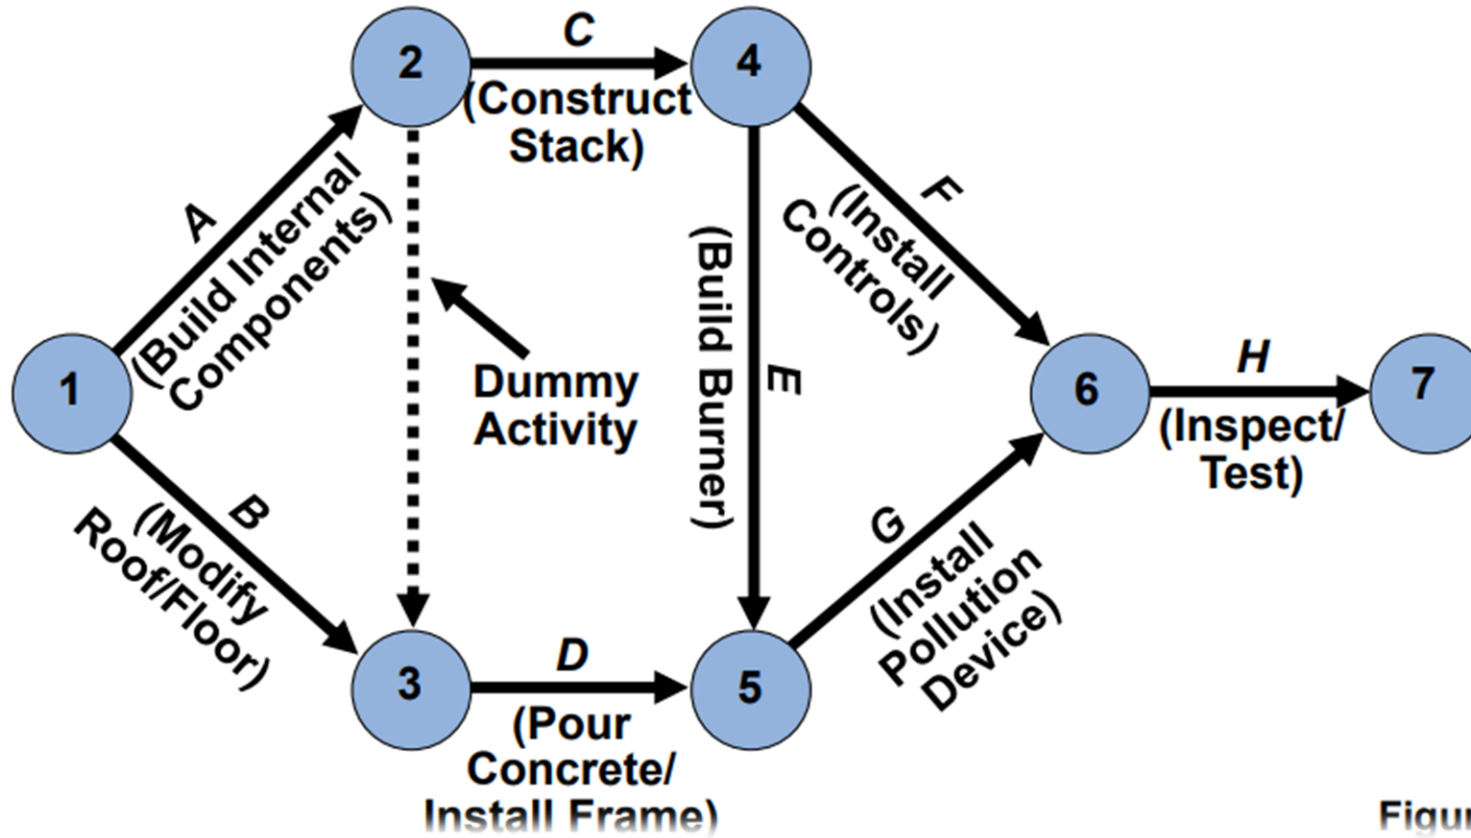 2
C
4
(Construct
Stack)
A
(Build Internal
Components)
F
(Install
Controls)
1
Dummy
Activity
(Build Burner)
E
6
H
(Inspect/
Test)
7
B
(Modify
Roof/Floor)
G
(Install
Pollution
Device)
3
D
(Pour
Concrete/
Install Frame)
5
Figur